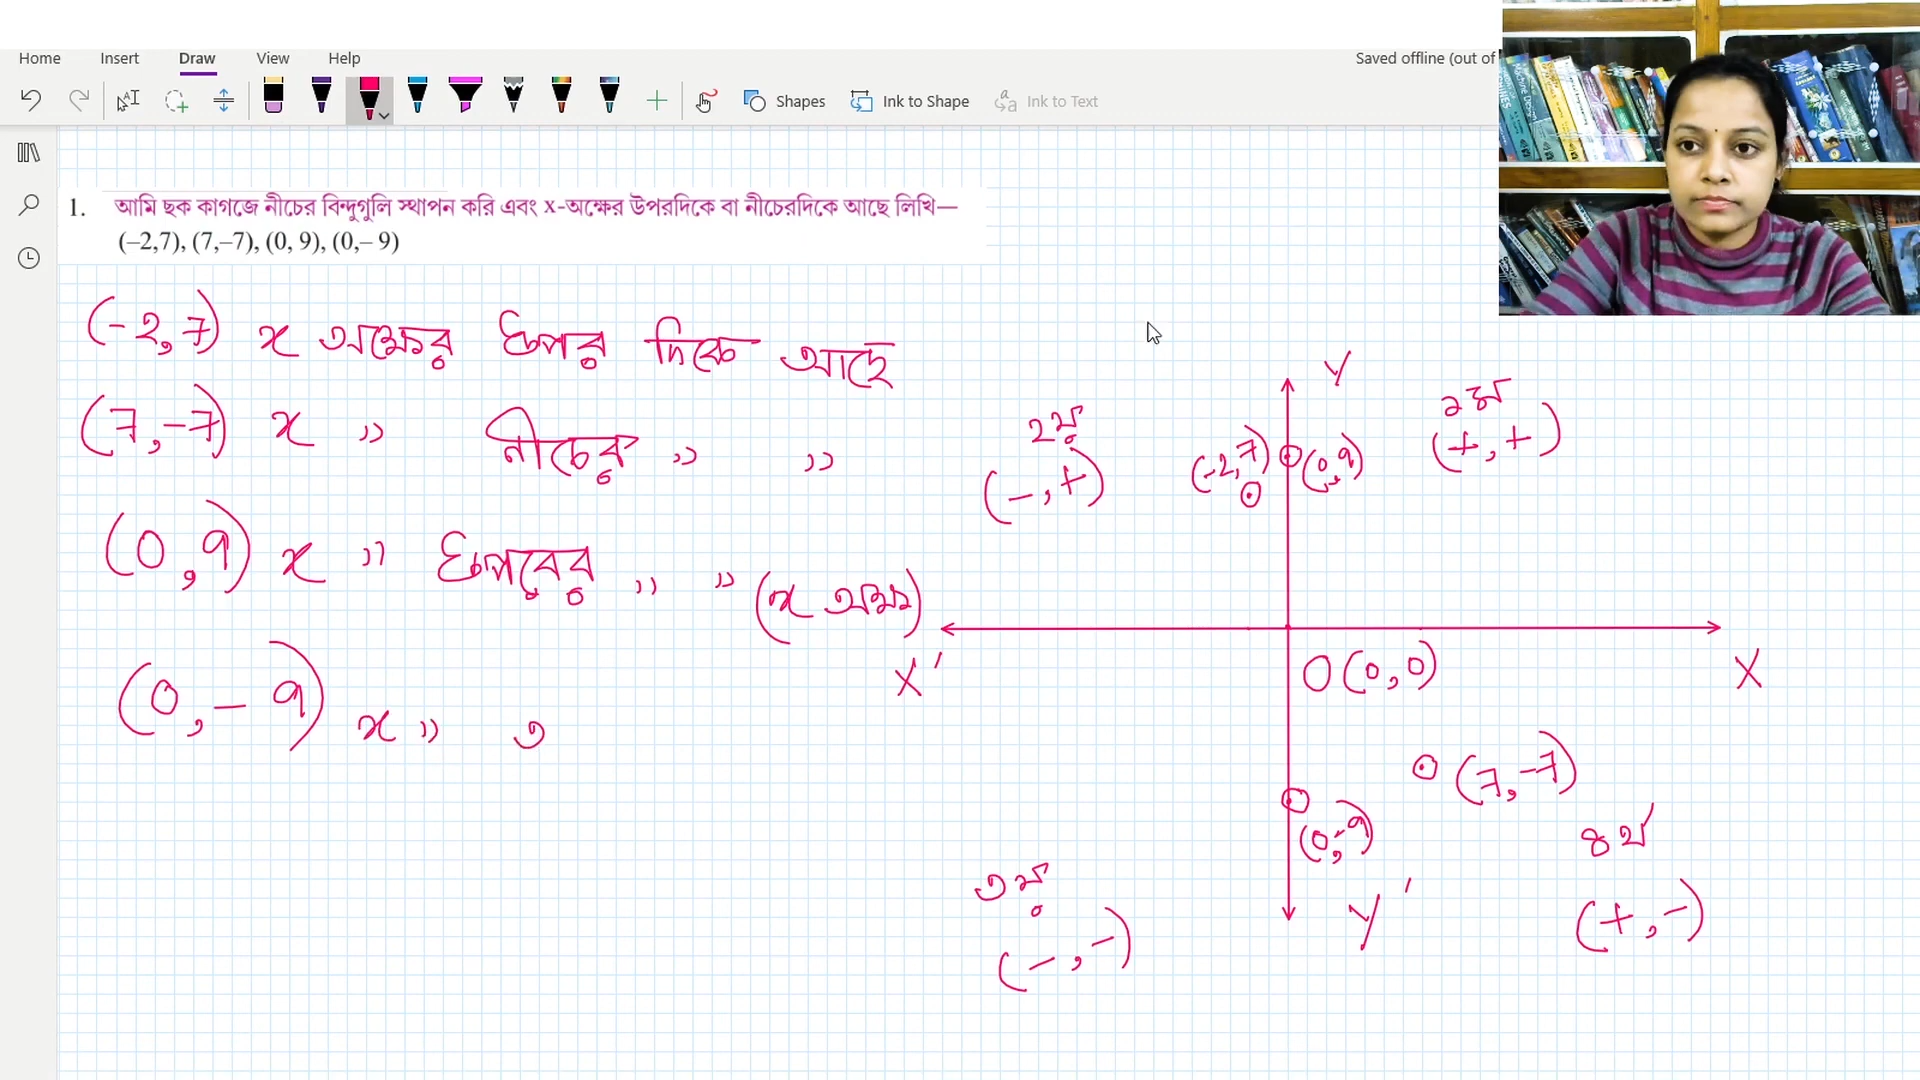 Home Insert Draw View Help
Saved offline (out of
Shapes Ink to Shape Ink to Text
1. আমি ছক কাগজে নীচের বিন্দুগুলি স্থাপন করি এবং x-অক্ষের উপরদিকে বা নীচেরদিকে আছে লিখি—
(–2,7), (7,–7), (0, 9), (0,– 9)
(-2,7) x অক্ষের উপর দিকে আছে
(7,-7) x " নীচের " "
(0,9) x " উপরের " " (x অক্ষ)
(0,-9) x "
Y
২য়
(-,+)
(-2,7)
(0,9)
১ম
(+,+)
X'
O(0,0)
X
(7,-7)
(0,-9)
৩য়
(-,-)
Y'
৪র্থ
(+,-)